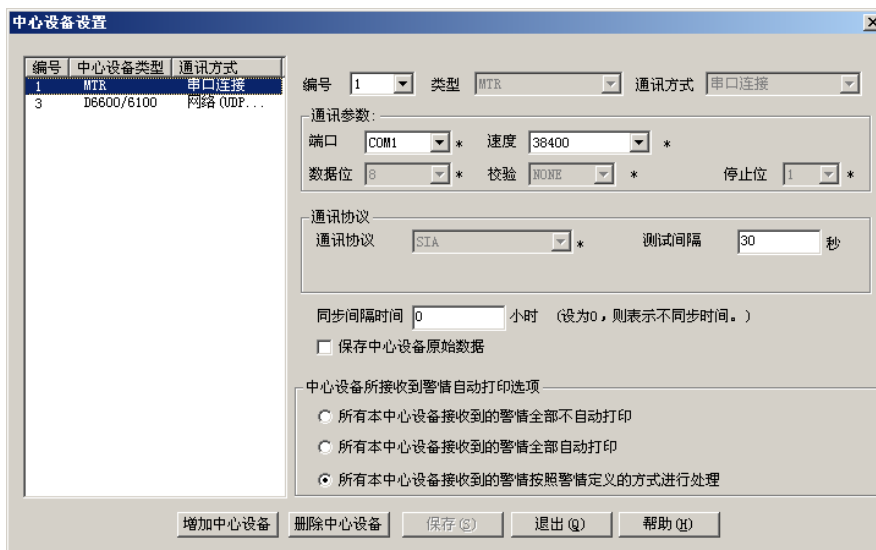 中心设备设置
编号 中心设备类型 通讯方式
1 MTR 串口连接
3 D6600/6100 网络(UDP...
编号 1 类型 MTR 通讯方式 串口连接
通讯参数:
端口 COM1 * 速度 38400 *
数据位 8 * 校验 NONE * 停止位 1 *
通讯协议
通讯协议 SIA * 测试间隔 30 秒
同步间隔时间 0 小时 (设为0,则表示不同步时间。)
保存中心设备原始数据
中心设备所接收到警情自动打印选项
所有本中心设备接收到的警情全部不自动打印
所有本中心设备接收到的警情全部自动打印
所有本中心设备接收到的警情按照警情定义的方式进行处理
增加中心设备 删除中心设备 保存(S) 退出(Q) 帮助(H)